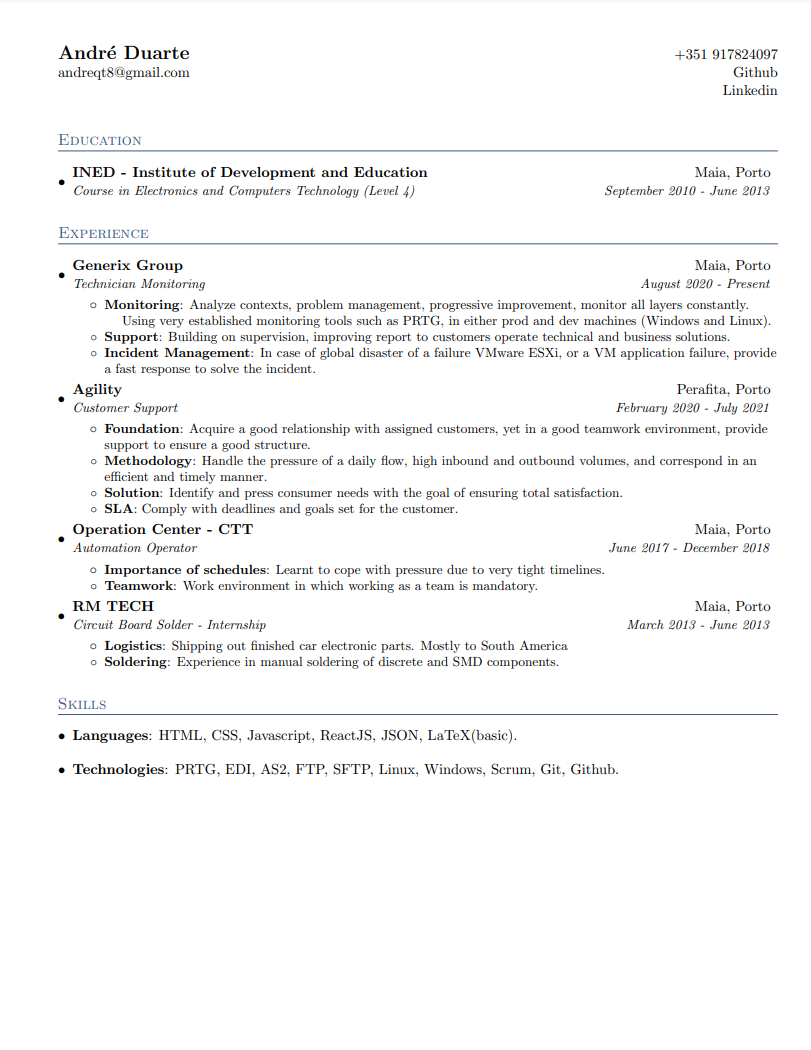 André Duarte
+351 917824097
andreqt8@gmail.com
Github
Linkedin
Education
• INED - Institute of Development and Education Maia, Porto
Course in Electronics and Computers Technology (Level 4) September 2010 - June 2013
Experience
• Generix Group Maia, Porto
Technician Monitoring August 2020 - Present
◦ Monitoring: Analyze contexts, problem management, progressive improvement, monitor all layers constantly.
Using very established monitoring tools such as PRTG, in either prod and dev machines (Windows and Linux).
◦ Support: Building on supervision, improving report to customers operate technical and business solutions.
◦ Incident Management: In case of global disaster of a failure VMware ESXi, or a VM application failure, provide
a fast response to solve the incident.
• Agility Perafita, Porto
Customer Support February 2020 - July 2021
◦ Foundation: Acquire a good relationship with assigned customers, yet in a good teamwork environment, provide
support to ensure a good structure.
◦ Methodology: Handle the pressure of a daily flow, high inbound and outbound volumes, and correspond in an
efficient and timely manner.
◦ Solution: Identify and press consumer needs with the goal of ensuring total satisfaction.
◦ SLA: Comply with deadlines and goals set for the customer.
• Operation Center - CTT Maia, Porto
Automation Operator June 2017 - December 2018
◦ Importance of schedules: Learnt to cope with pressure due to very tight timelines.
◦ Teamwork: Work environment in which working as a team is mandatory.
• RM TECH Maia, Porto
Circuit Board Solder - Internship March 2013 - June 2013
◦ Logistics: Shipping out finished car electronic parts. Mostly to South America
◦ Soldering: Experience in manual soldering of discrete and SMD components.
Skills
• Languages: HTML, CSS, Javascript, ReactJS, JSON, LaTeX(basic).
• Technologies: PRTG, EDI, AS2, FTP, SFTP, Linux, Windows, Scrum, Git, Github.